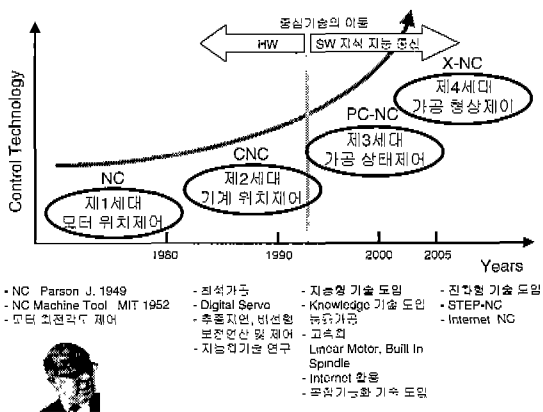 중심기술의 이동
HW
SW 지식 지능 통신
X-NC
제4세대
가공 형상제어
PC-NC
제3세대
가공 상태제어
CNC
제2세대
기계 위치제어
NC
제1세대
모터 위치제어
Control Technology
1980
1990
2000
2005
Years
- NC Parson J. 1949
- NC Machine Tool MIT 1952
- 모터 회전각도 제어
- 최적가공
- Digital Servo
- 추종지연, 비선형
보정연산 및 제어
- 지능화기술 연구
- 지능형 기술 도입
- Knowledge 기술 도입
능동가공
- 고속화
Linear Motor, Built In
Spindle
- Internet 활용
- 복합기능화 기술 도입
- 진화형 기술 도입
- STEP-NC
- Internet NC